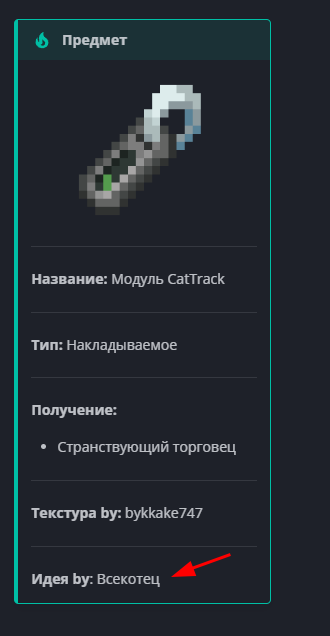 Предмет
Название: Модуль CatTrack
Тип: Накладываемое
Получение:
• Странствующий торговец
Текстура by: bykkake747
Идея by: Всекотец